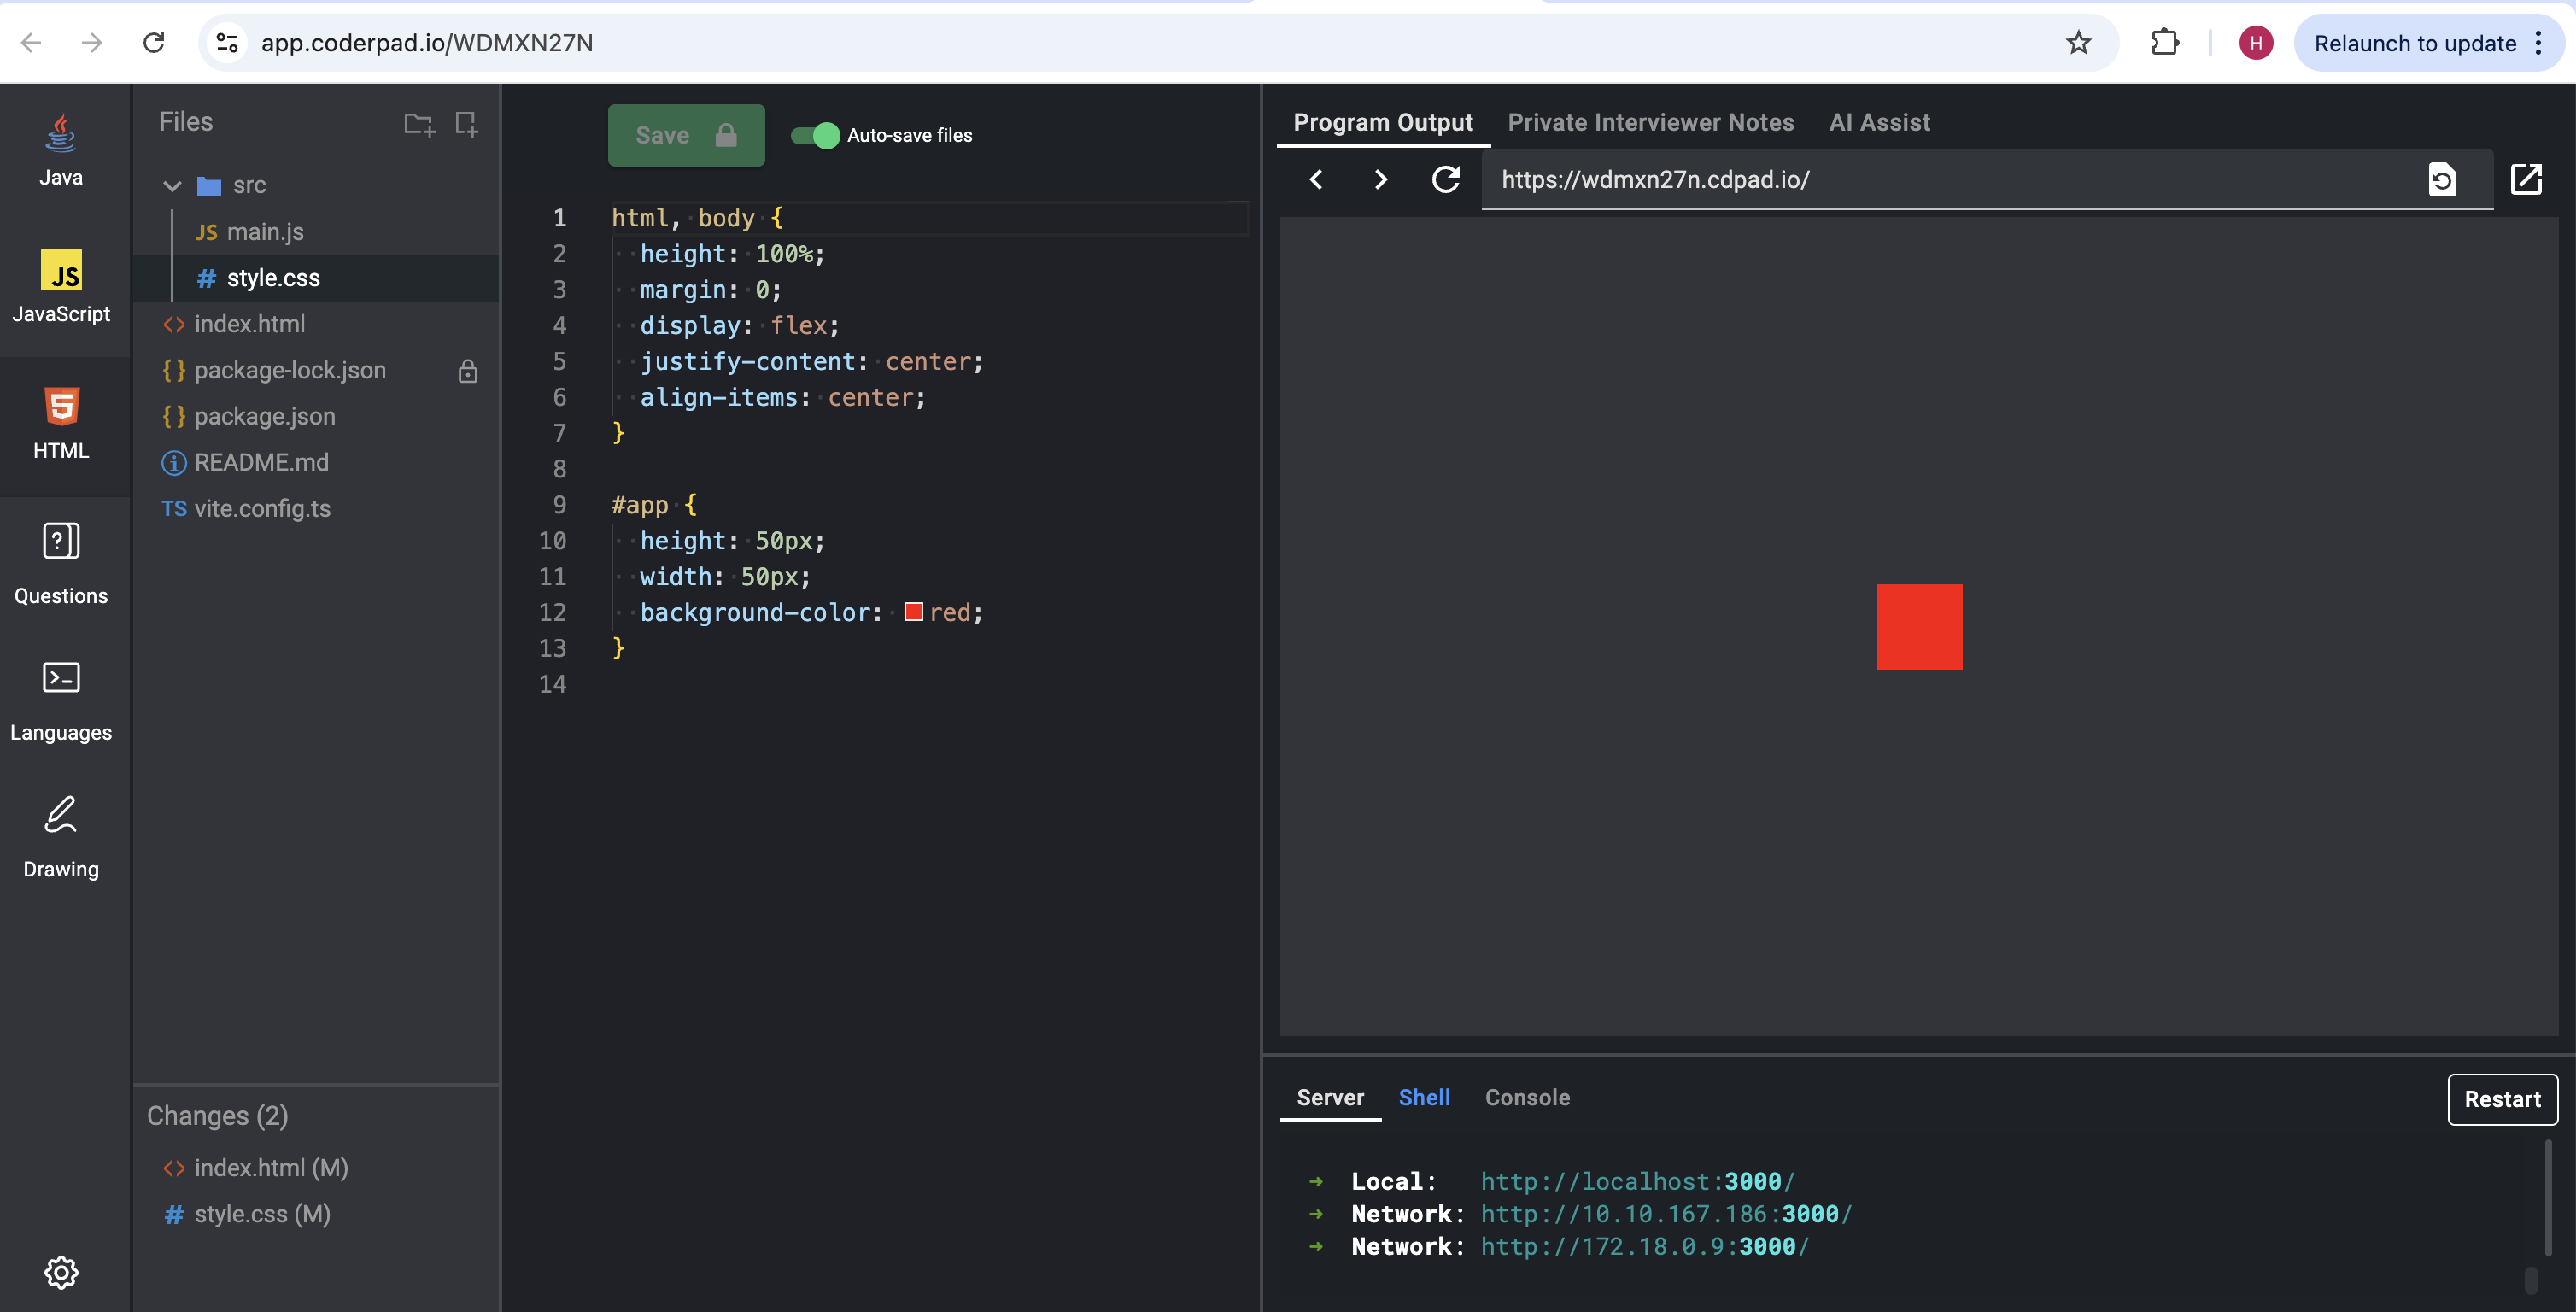 app.coderpad.io/WDMXN27N
H
Relaunch to update
Java
JS
JavaScript
5
HTML
Questions
Languages
Drawing
Files
src
JS main.js
# style.css
<> index.html
{} package-lock.json
{} package.json
README.md
TS vite.config.ts
Changes (2)
<> index.html (M)
# style.css (M)
Save
Auto-save files
1 html, body {
2 height: 100%;
3 margin: 0;
4 display: flex;
5 justify-content: center;
6 align-items: center;
7 }
8
9 #app {
10 height: 50px;
11 width: 50px;
12 background-color: red;
13 }
14
Program Output
Private Interviewer Notes
AI Assist
https://wdmxn27n.cdpad.io/
Server
Shell
Console
Restart
➜ Local: http://localhost:3000/
➜ Network: http://10.10.167.186:3000/
➜ Network: http://172.18.0.9:3000/